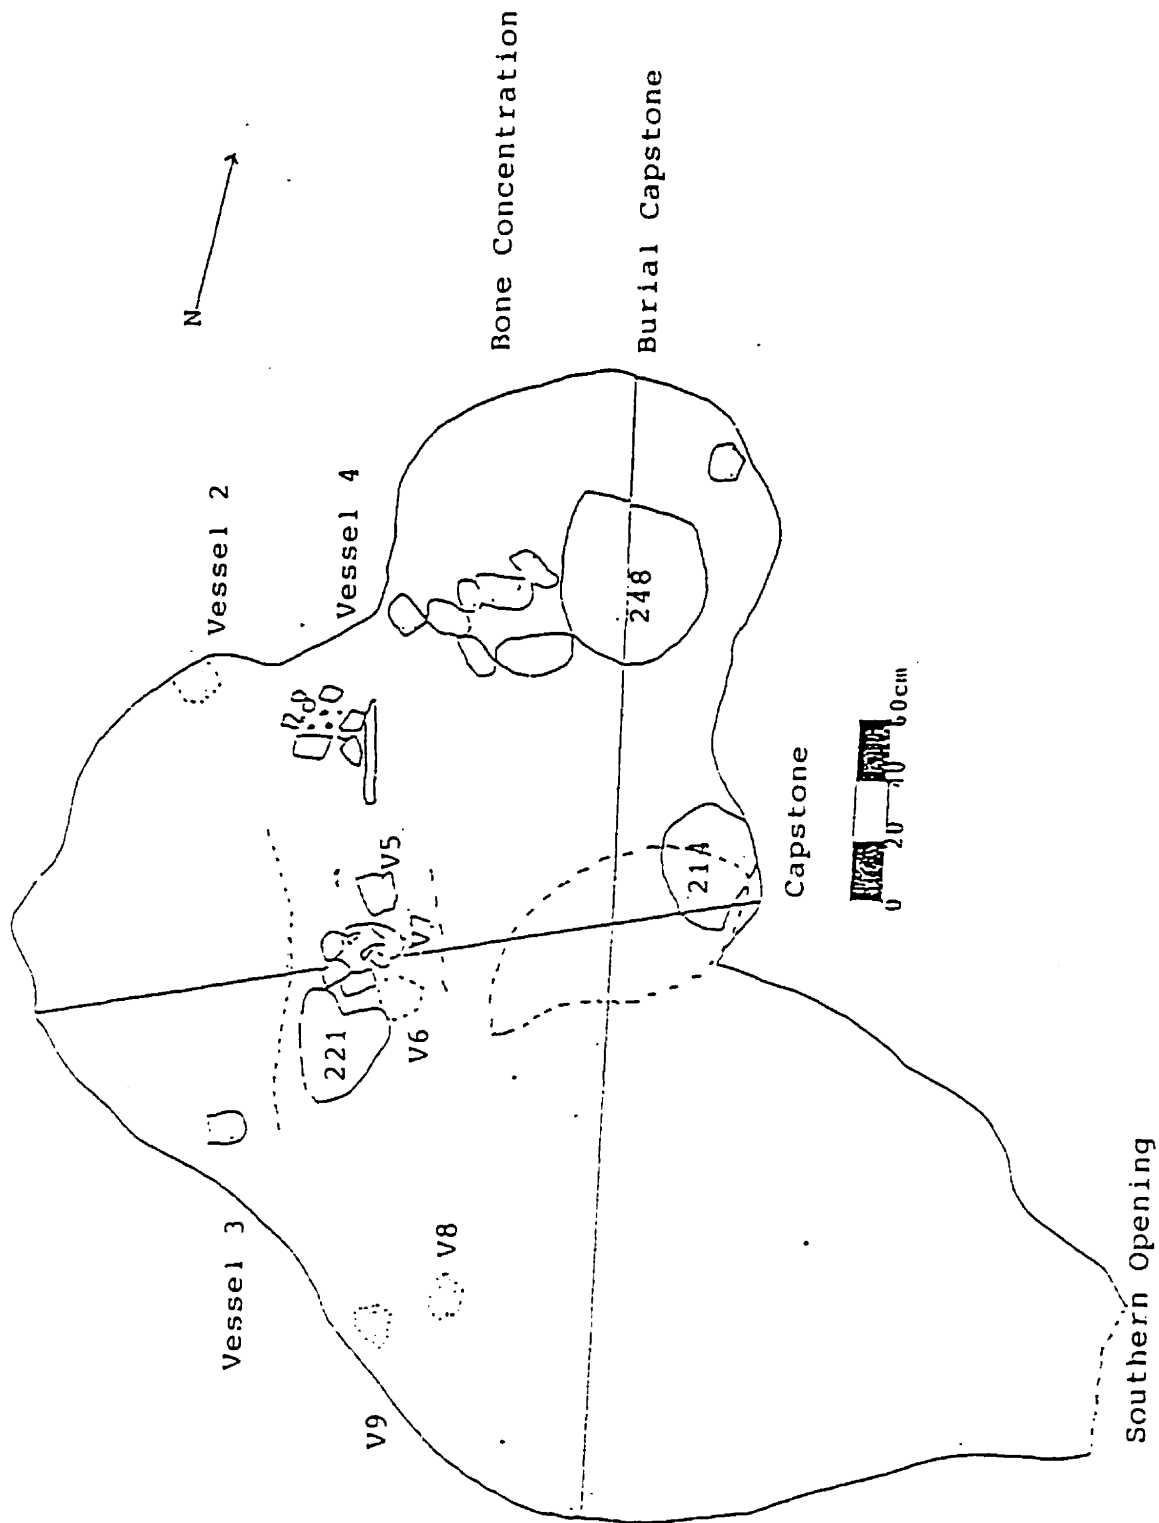 N
Bone Concentration
Burial Capstone
Vessel 2
Vessel 4
248
V5
V7
V6
221
21A
Capstone
0 20 40 60cm
Vessel 3
V8
V9
Southern Opening